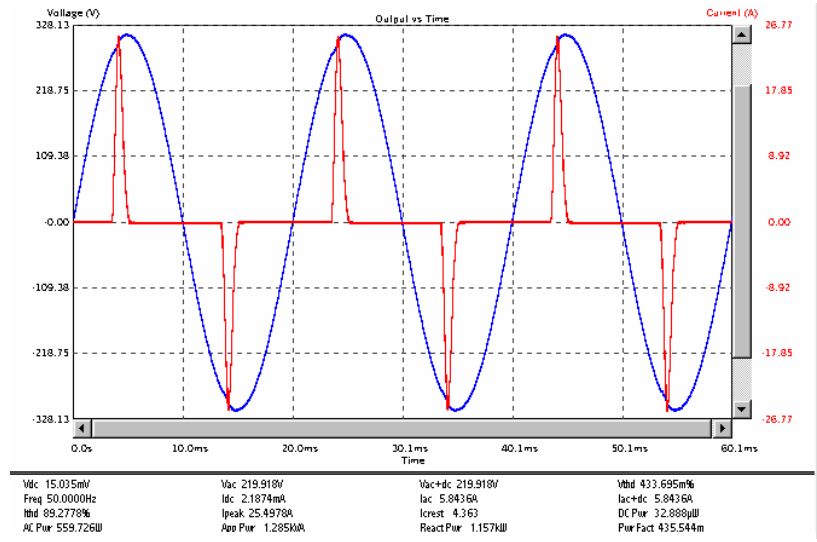 Voltage (V) Output vs Time Current (A)
328.13 26.77
218.75 17.85
109.38 8.92
-0.00 0.00
-109.38 -8.92
-218.75 -17.85
-328.13 -26.77
0.0s 10.0ms 20.0ms 30.1ms 40.1ms 50.1ms 60.1ms
Time
Vdc 15.035mV Vac 219.918V Vac+dc 219.918V Vthd 433.695m%
Freq 50.0000Hz Idc 2.1874mA Iac 5.8436A Iac+dc 5.8436A
Ithd 89.2778% Ipeak 25.4978A Icrest 4.363 DC Pwr 32.888µW
AC Pwr 559.726W App Pwr 1.285kVA React Pwr 1.157kW Pwr Fact 435.544m